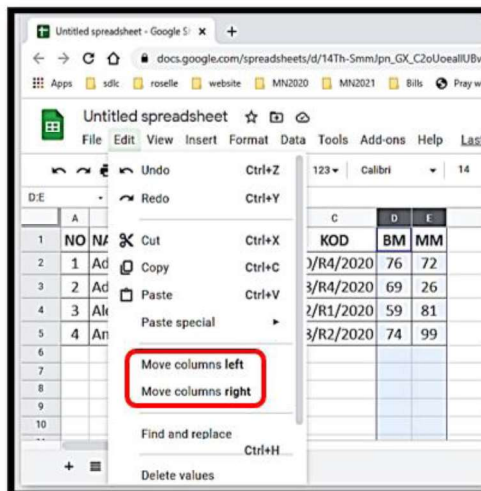 Untitled spreadsheet - Google S
docs.google.com/spreadsheets/d/14Th-SmmJpn_GX_C2oUoeallUBv
Apps sdlc roselle website MN2020 MN2021 Bills Pray w
Untitled spreadsheet
File Edit View Insert Format Data Tools Add-ons Help Las
123 Calibri 14
D:E
Undo Ctrl+Z
Redo Ctrl+Y
Cut Ctrl+X
Copy Ctrl+C
Paste Ctrl+V
Paste special
Move columns left
Move columns right
Find and replace Ctrl+H
Delete values
A C D E
1 NO NA KOD BM MM
2 1 Ad 0/R4/2020 76 72
3 2 Ad 8/R4/2020 69 26
4 3 Ale 2/R1/2020 59 81
5 4 An 8/R2/2020 74 99
6
7
8
9
10